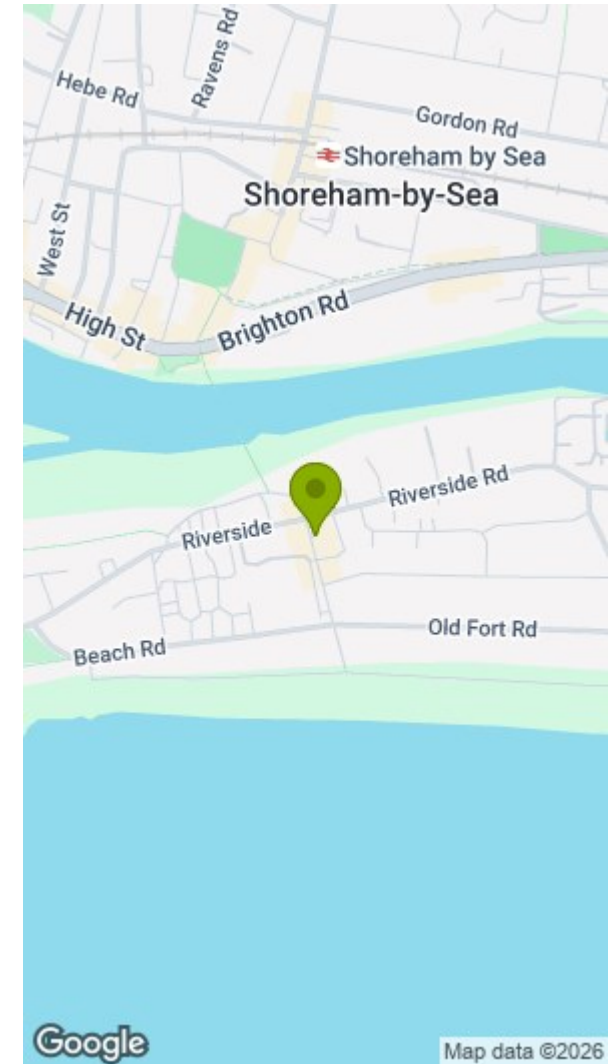 Hebe Rd
Ravens Rd
Gordon Rd
Shoreham by Sea
Shoreham-by-Sea
West St
High St
Brighton Rd
Riverside Rd
Riverside
Old Fort Rd
Beach Rd
Google
Map data ©2026